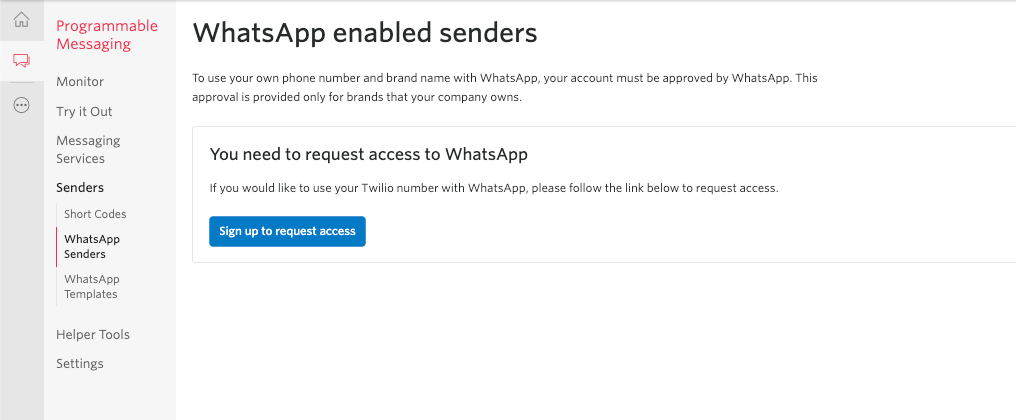 Programmable
Messaging
Monitor
Try it Out
Messaging
Services
Senders
Short Codes
WhatsApp
Senders
WhatsApp
Templates
Helper Tools
Settings
WhatsApp enabled senders
To use your own phone number and brand name with WhatsApp, your account must be approved by WhatsApp. This
approval is provided only for brands that your company owns.
You need to request access to WhatsApp
If you would like to use your Twilio number with WhatsApp, please follow the link below to request access.
Sign up to request access